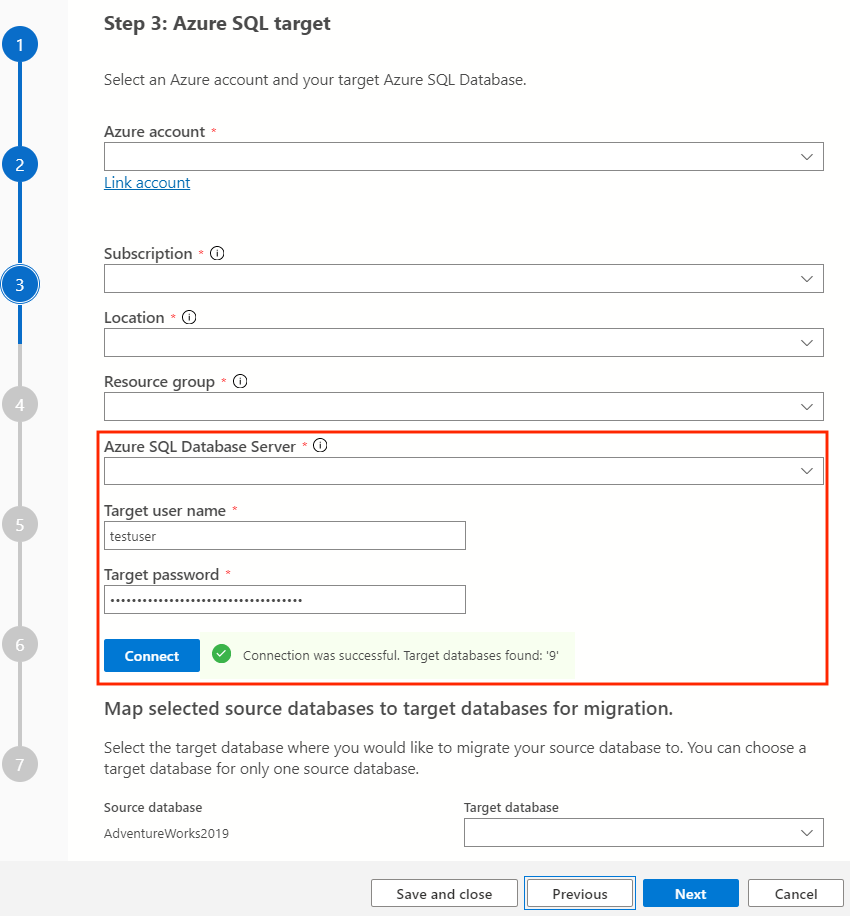 Step 3: Azure SQL target
1
Select an Azure account and your target Azure SQL Database.
Azure account *
2
Link account
Subscription *
3
Location *
Resource group *
4
Azure SQL Database Server *
Target user name *
5
testuser
Target password *
••••••••••••••••••••••••••••••••••••
6
Connect
Connection was successful. Target databases found: '9'
Map selected source databases to target databases for migration.
Select the target database where you would like to migrate your source database to. You can choose a
7
target database for only one source database.
Source database Target database
AdventureWorks2019
Save and close Previous Next Cancel